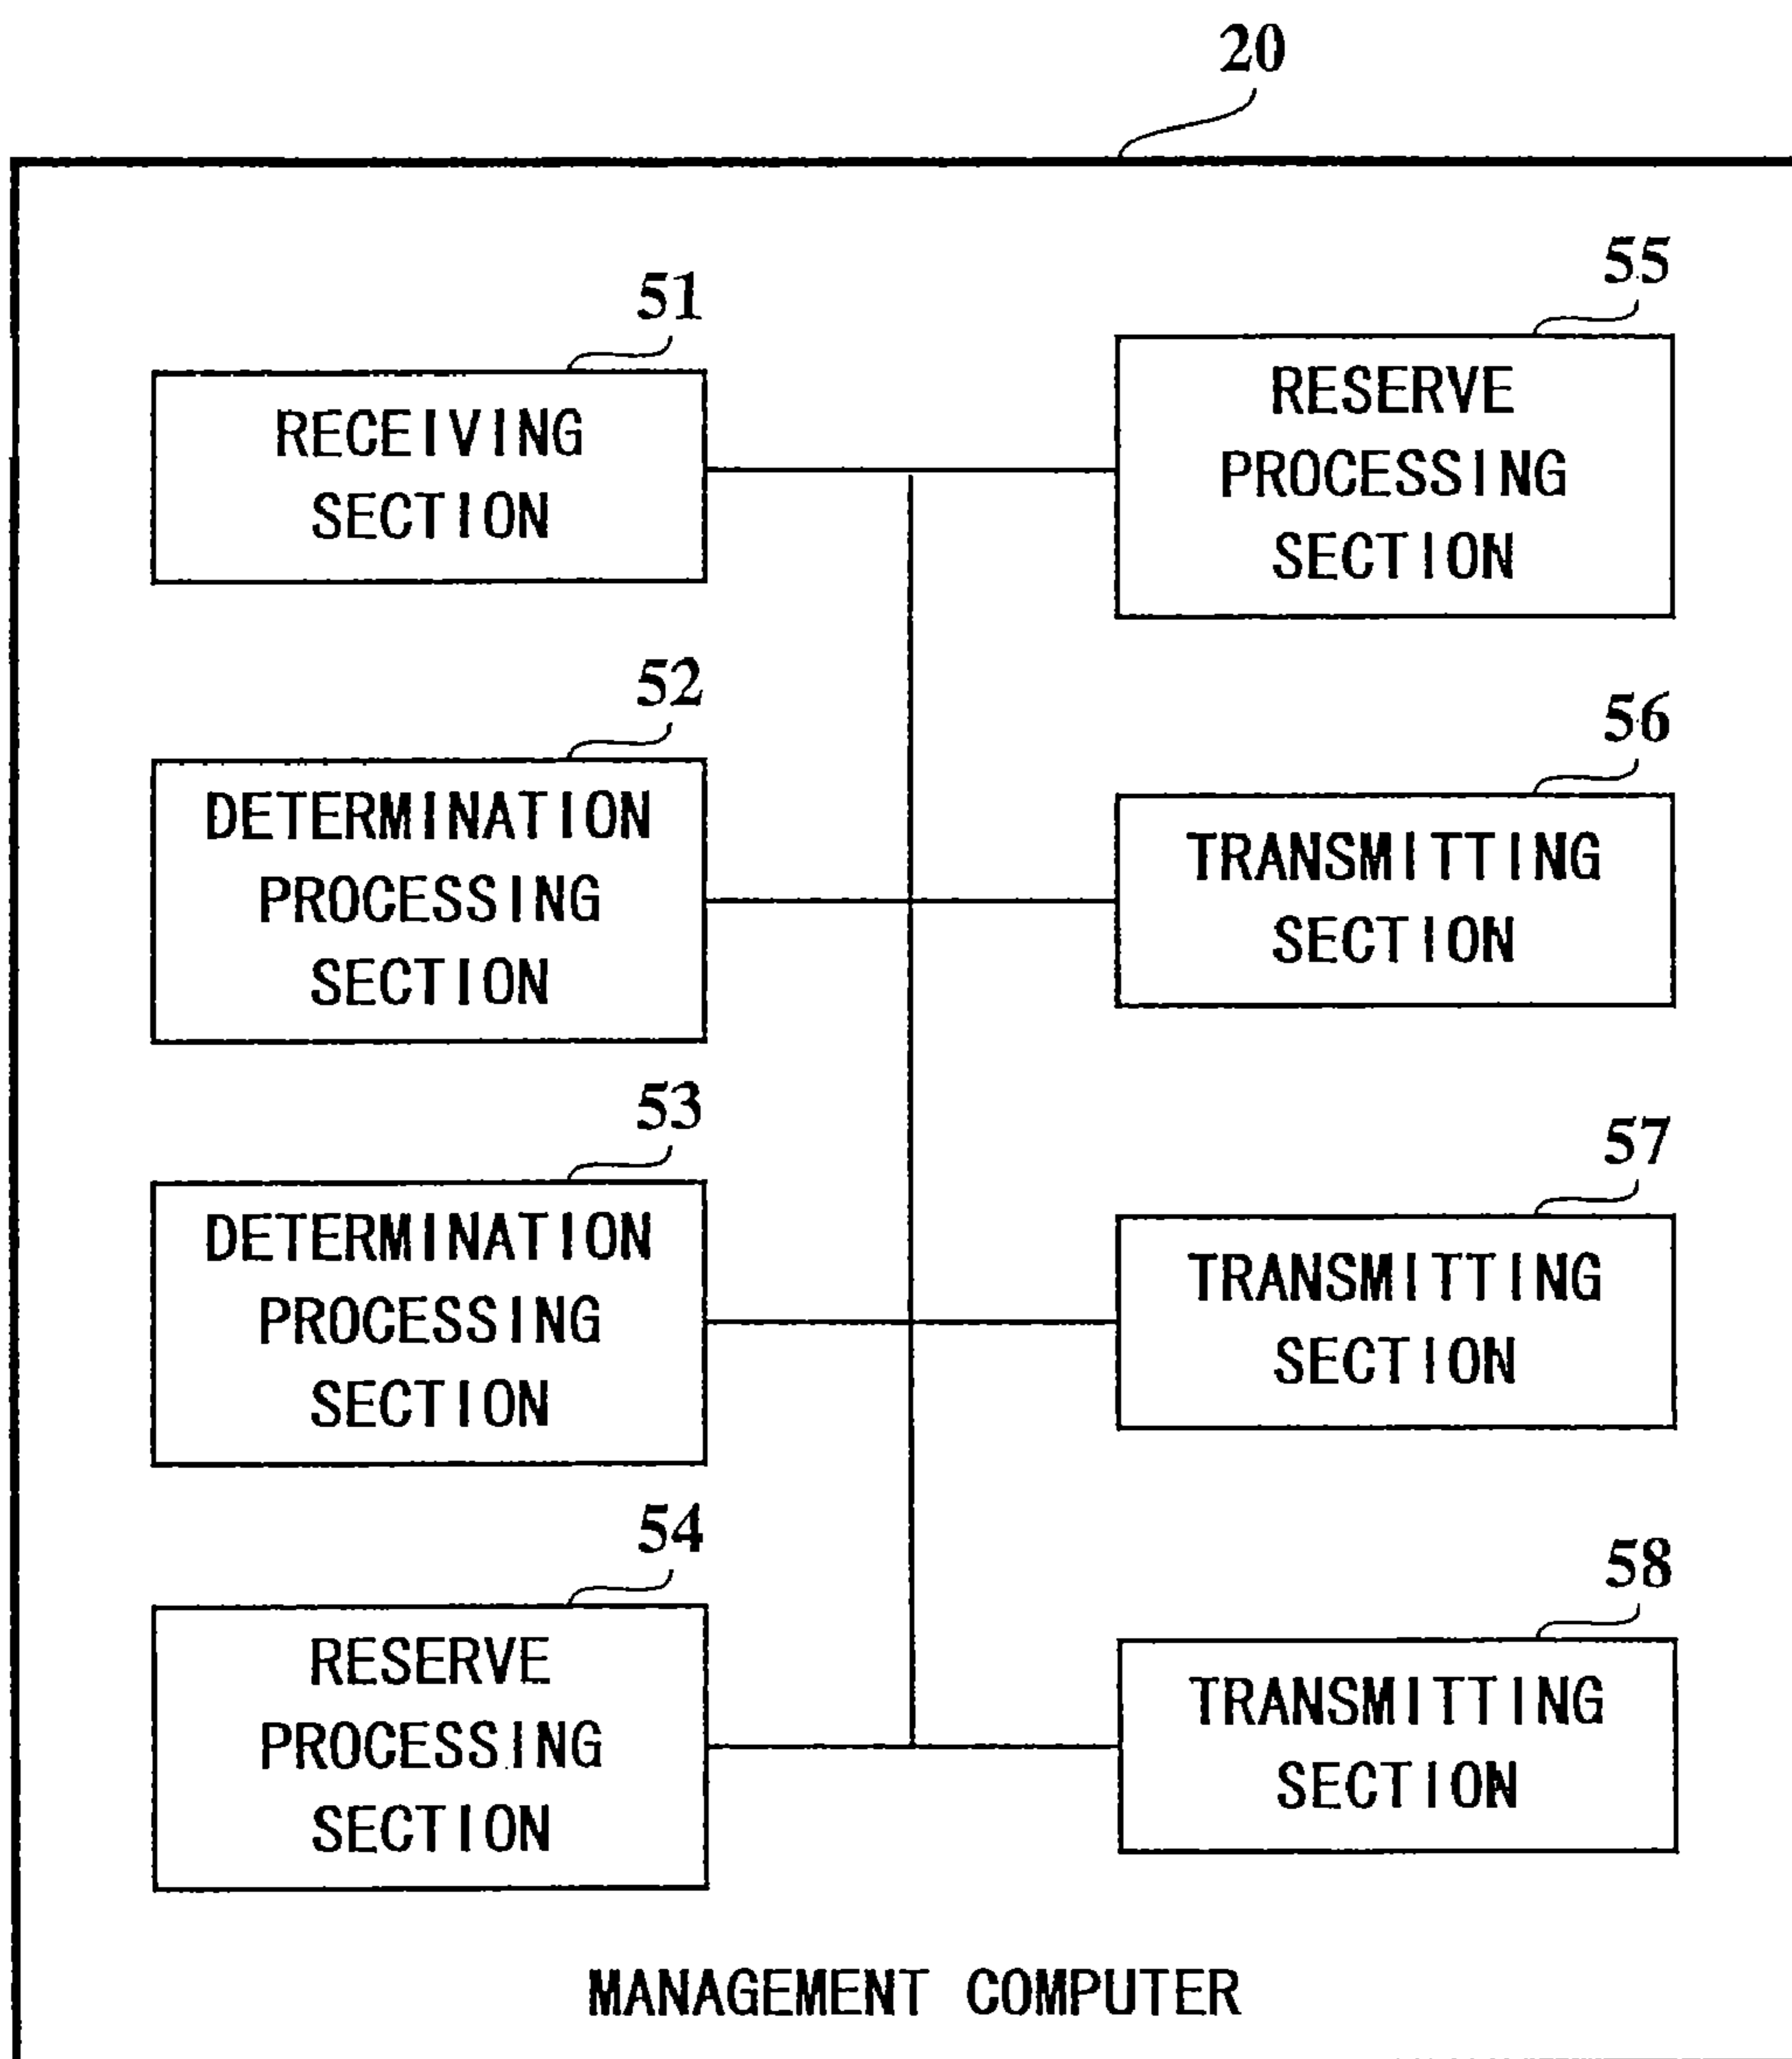 20
51
RECEIVING
SECTION
52
DETERMINATION
PROCESSING
SECTION
53
DETERMINATION
PROCESSING
SECTION
54
RESERVE
PROCESSING
SECTION
55
RESERVE
PROCESSING
SECTION
56
TRANSMITTING
SECTION
57
TRANSMITTING
SECTION
58
TRANSMITTING
SECTION
MANAGEMENT COMPUTER